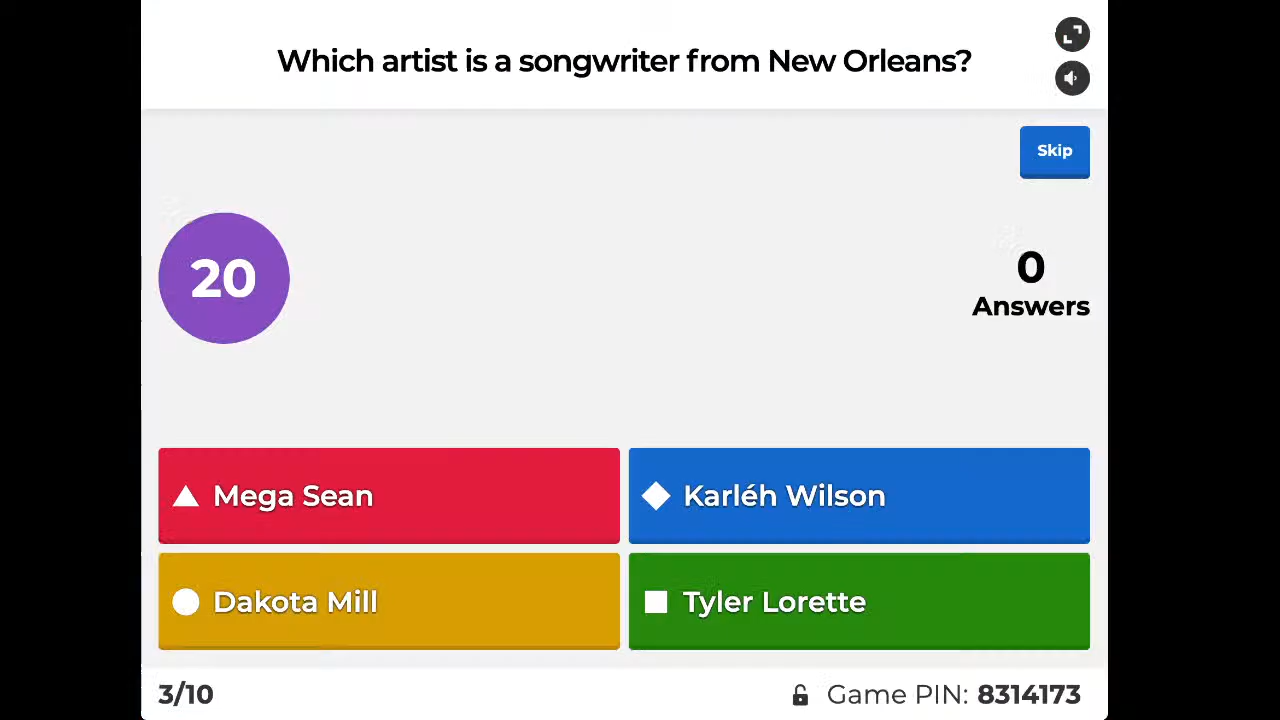 Which artist is a songwriter from New Orleans?
Skip
20
0
Answers
Mega Sean
Karléh Wilson
Dakota Mill
Tyler Lorette
3/10
Game PIN: 8314173